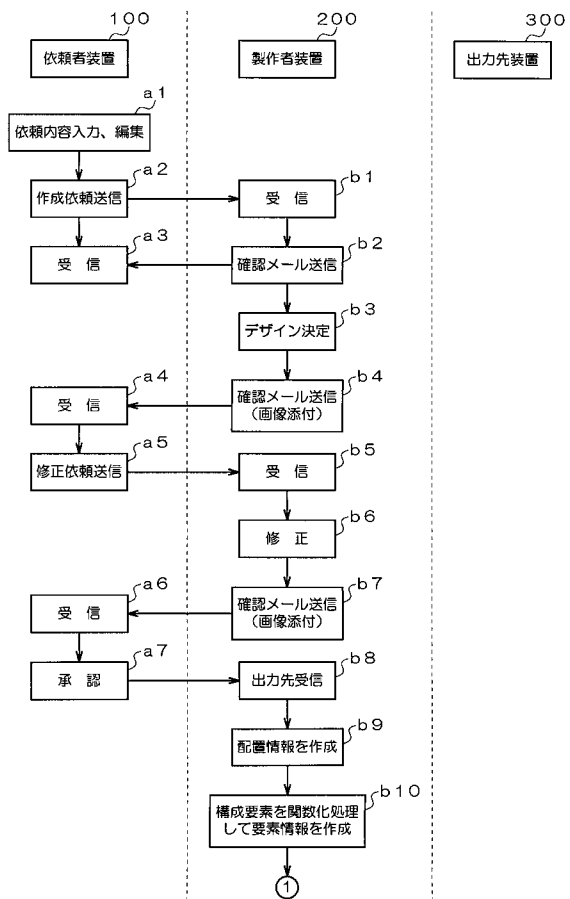 １００
２００
３００
依頼者装置
製作者装置
出力先装置
ａ１
依頼内容入力、編集
ａ２
作成依頼送信
ｂ１
受　信
ａ３
受　信
ｂ２
確認メール送信
ｂ３
デザイン決定
ａ４
受　信
ｂ４
確認メール送信
（画像添付）
ａ５
修正依頼送信
ｂ５
受　信
ｂ６
修　正
ａ６
受　信
ｂ７
確認メール送信
（画像添付）
ａ７
承　認
ｂ８
出力先受信
ｂ９
配置情報を作成
ｂ１０
構成要素を関数化処理
して要素情報を作成
①